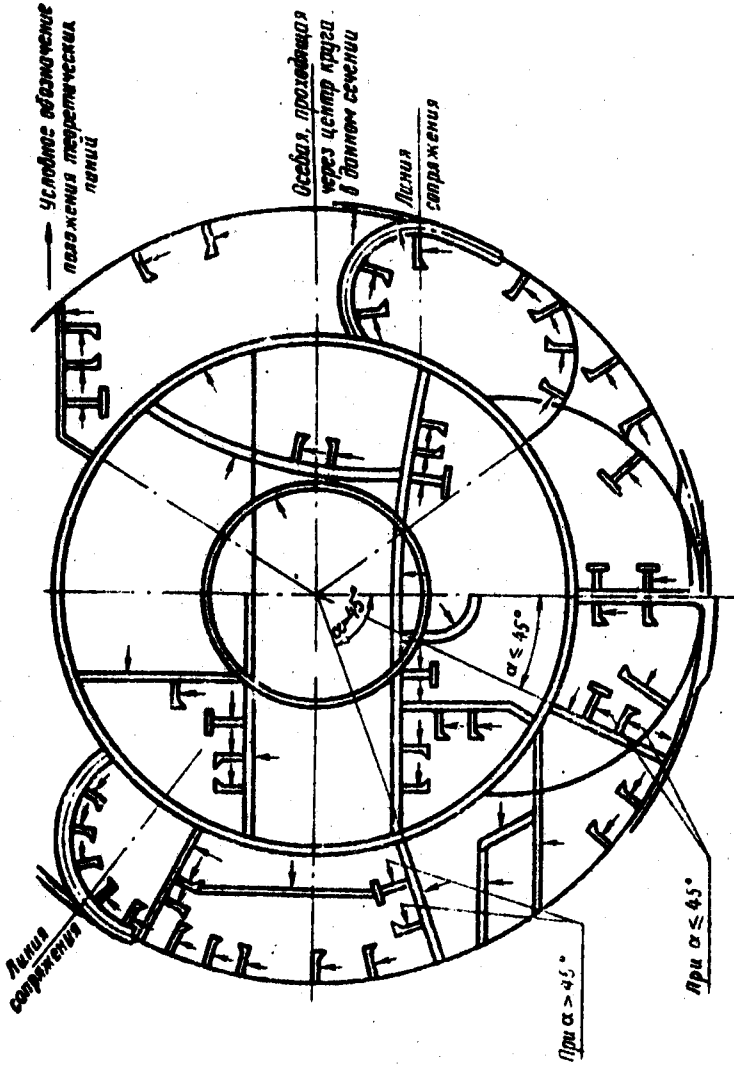 Условное обозначение
положения теоретических
линий
Осевая, проходящая
через центр круга
в данном сечении
Линия
сопряжения
α>45°
α≤45°
Линия
сопряжения
При α>45°
При α≤45°